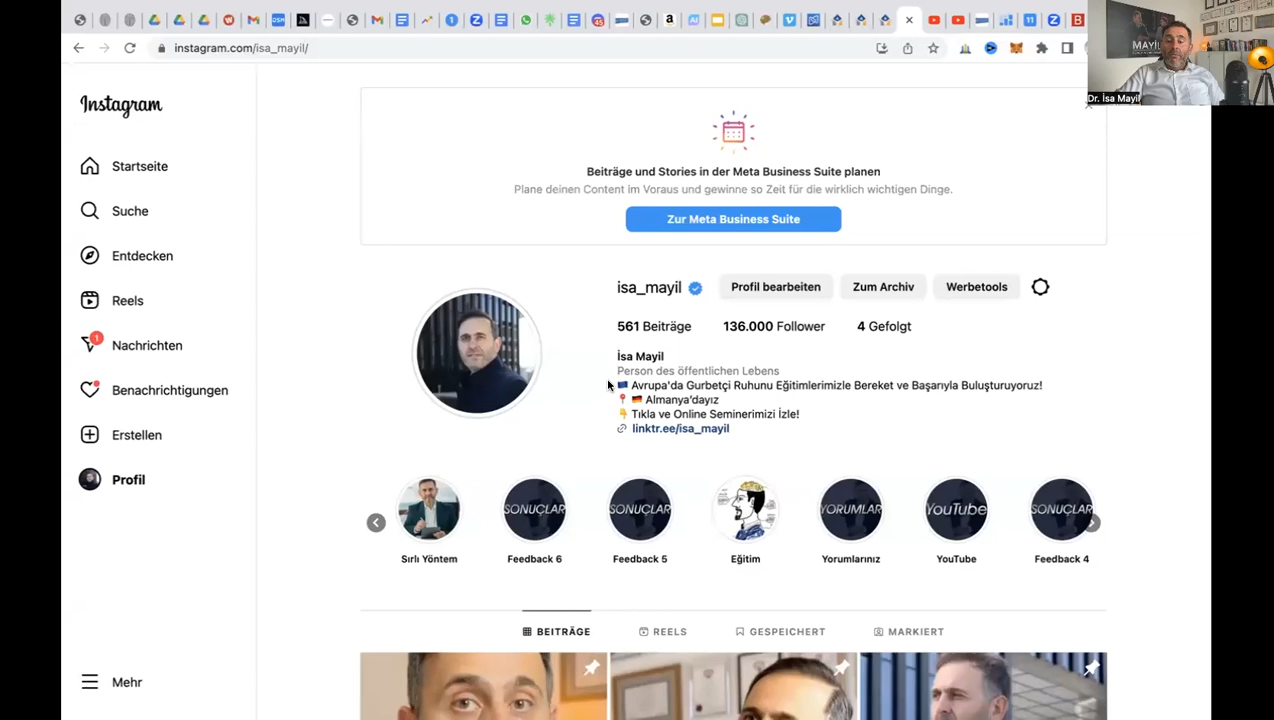 instagram.com/isa_mayil/
MAYİL
Dr. İsa Mayil
Instagram
Startseite
Suche
Entdecken
Reels
1
Nachrichten
Benachrichtigungen
Erstellen
Profil
Mehr
Beiträge und Stories in der Meta Business Suite planen
Plane deinen Content im Voraus und gewinne so Zeit für die wirklich wichtigen Dinge.
Zur Meta Business Suite
isa_mayil Profil bearbeiten Zum Archiv Werbetools
561 Beiträge 136.000 Follower 4 Gefolgt
İsa Mayil
Person des öffentlichen Lebens
🇪🇺 Avrupa'da Gurbetçi Ruhunu Eğitimlerimizle Bereket ve Başarıyla Buluşturuyoruz!
📍 🇩🇪 Almanya'dayız
👇 Tıkla ve Online Seminerimizi İzle!
linktr.ee/isa_mayil
SONUÇLAR SONUÇLAR YORUMLAR YouTube SONUÇLAR
Sırlı Yöntem Feedback 6 Feedback 5 Eğitim Yorumlarınız YouTube Feedback 4
BEITRÄGE REELS GESPEICHERT MARKIERT